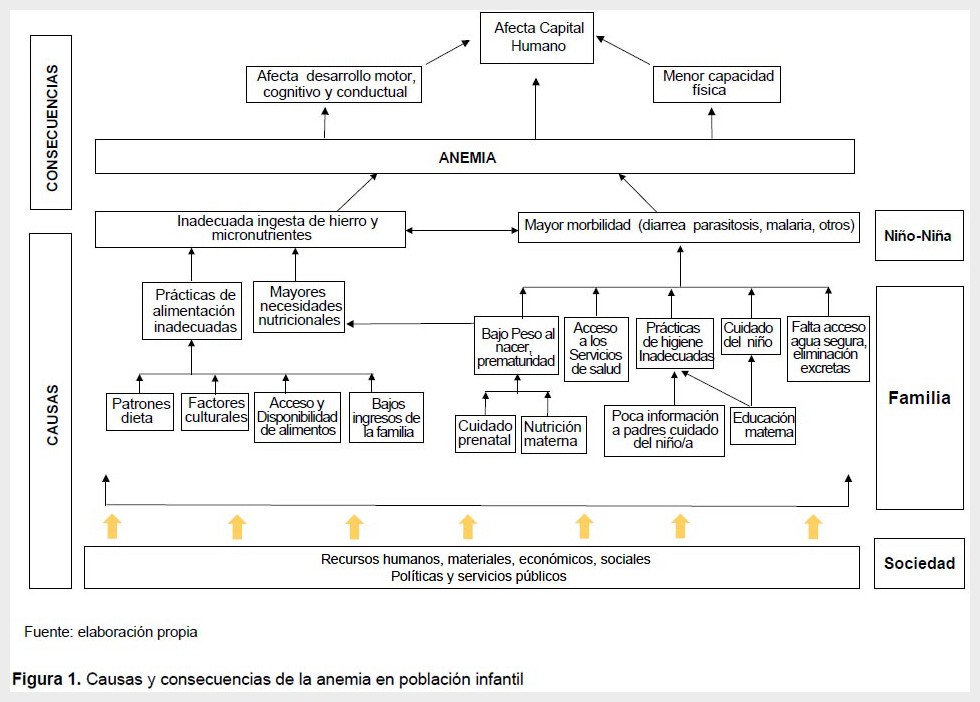 Afecta Capital
Humano
Afecta desarrollo motor,
cognitivo y conductual
Menor capacidad
física
CONSECUENCIAS
ANEMIA
Inadecuada ingesta de hierro y
micronutrientes
Mayor morbilidad (diarrea parasitosis, malaria, otros)
Niño-Niña
CAUSAS
Prácticas de
alimentación
inadecuadas
Mayores
necesidades
nutricionales
Bajo Peso al
nacer,
prematuridad
Acceso
a los
Servicios
de salud
Prácticas
de higiene
Inadecuadas
Cuidado
del niño
Falta acceso
agua segura,
eliminación
excretas
Familia
Patrones
dieta
Factores
culturales
Acceso y
Disponibilidad
de alimentos
Bajos
ingresos de
la familia
Cuidado
prenatal
Nutrición
materna
Poca información
a padres cuidado
del niño/a
Educación
materna
Recursos humanos, materiales, económicos, sociales
Políticas y servicios públicos
Sociedad
Fuente: elaboración propia
Figura 1. Causas y consecuencias de la anemia en población infantil